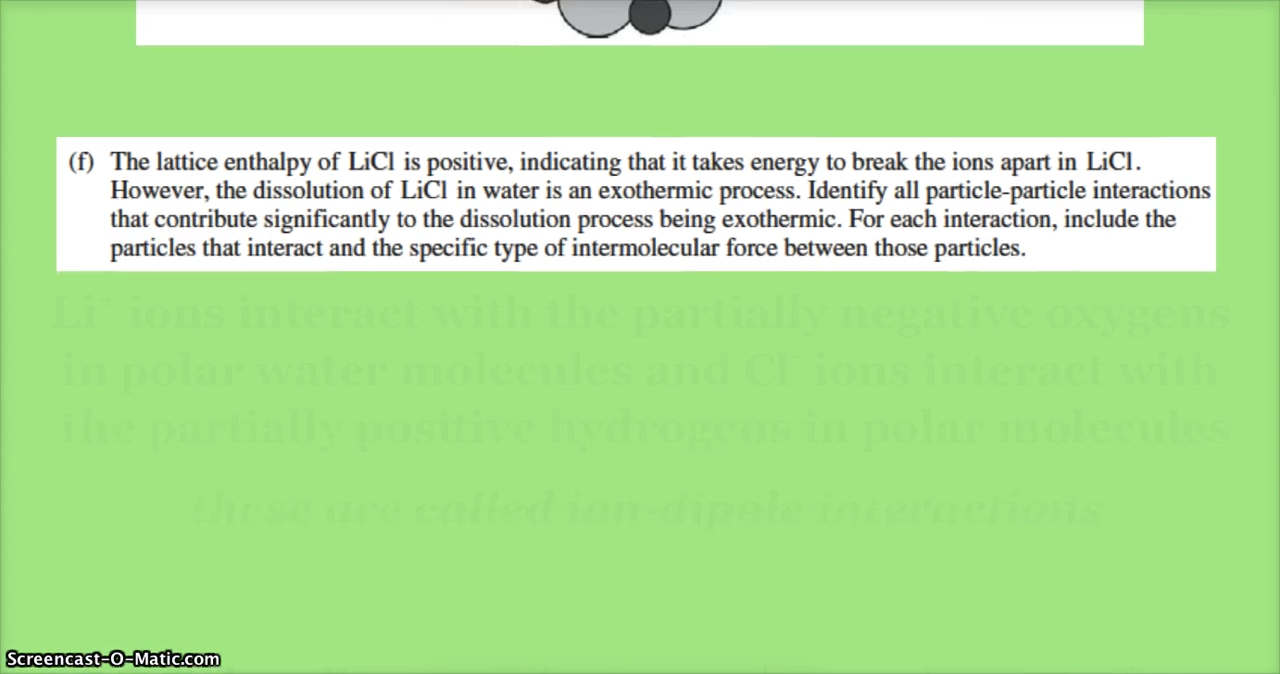 (f) The lattice enthalpy of LiCl is positive, indicating that it takes energy to break the ions apart in LiCl.
However, the dissolution of LiCl in water is an exothermic process. Identify all particle-particle interactions
that contribute significantly to the dissolution process being exothermic. For each interaction, include the
particles that interact and the specific type of intermolecular force between those particles.
Li⁺ ions interact with the partially negative oxygens
in polar water molecules and Cl⁻ ions interact with
the partially positive hydrogens in polar molecules
these are called ion-dipole interactions
Screencast-O-Matic.com